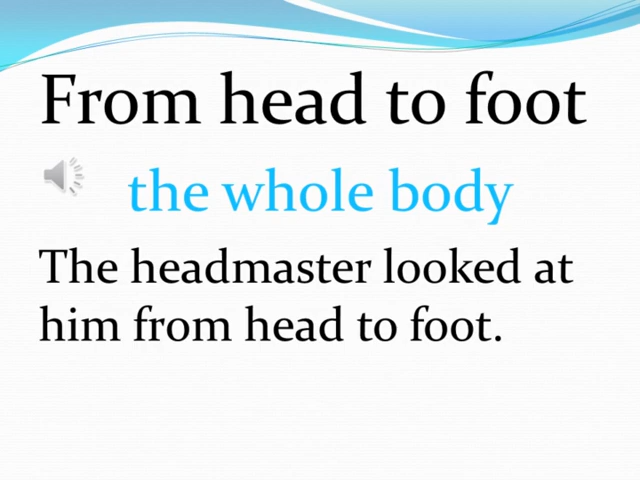 From head to foot
the whole body
The headmaster looked at
him from head to foot.